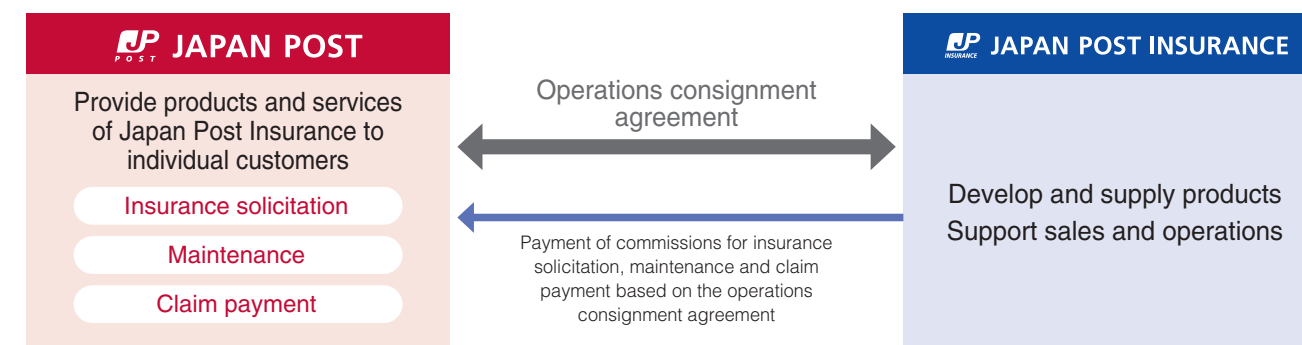 JP POST JAPAN POST
Provide products and services
of Japan Post Insurance to
individual customers
Insurance solicitation
Maintenance
Claim payment
Operations consignment
agreement
Payment of commissions for insurance
solicitation, maintenance and claim
payment based on the operations
consignment agreement
JP INSURANCE JAPAN POST INSURANCE
Develop and supply products
Support sales and operations